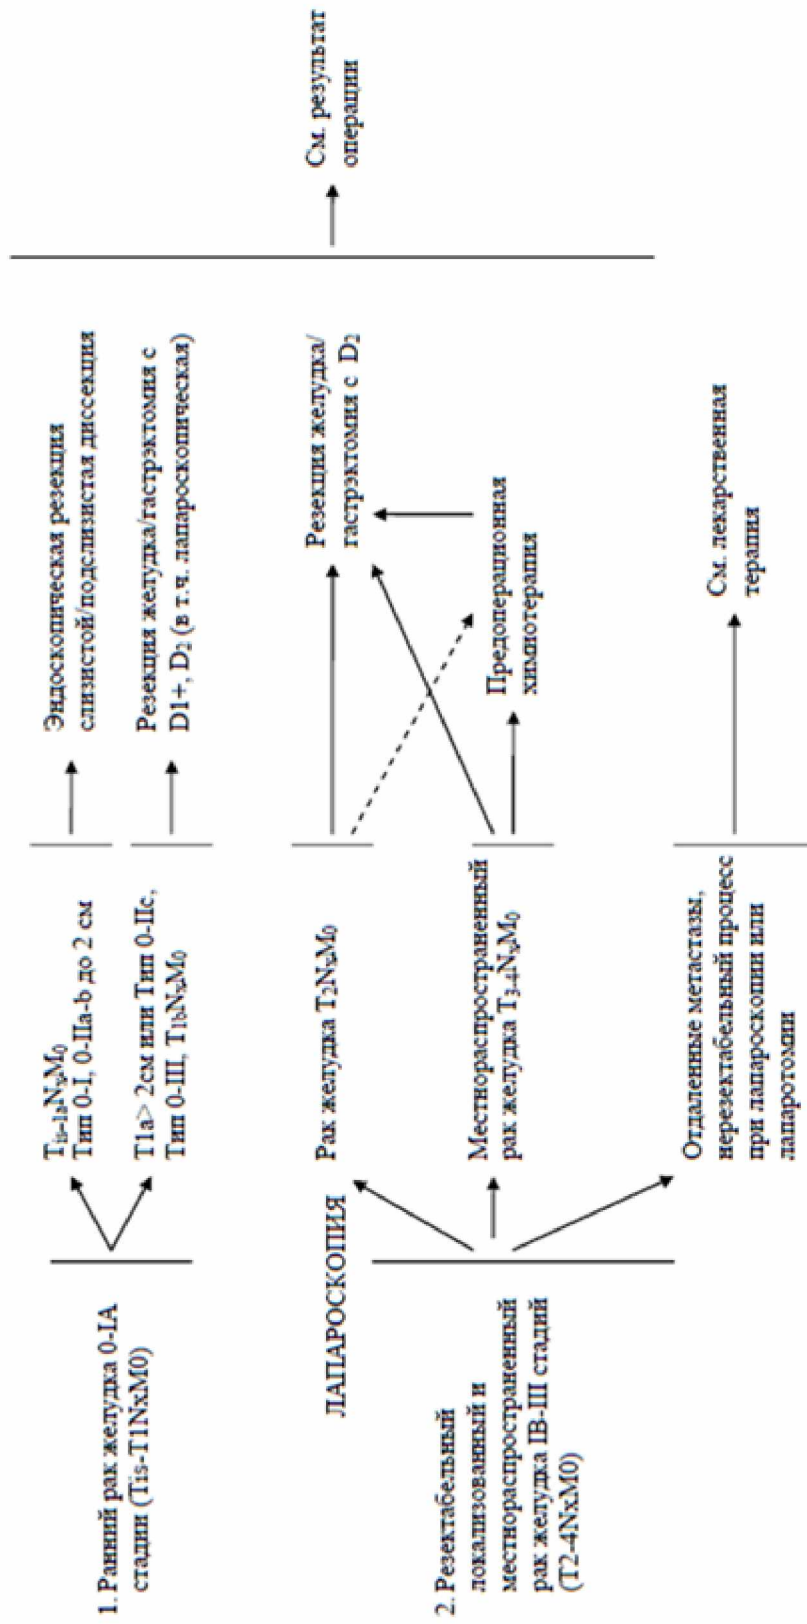 1. Ранний рак желудка 0-IA
стадии (Tis-T1NxM0)
Tis-1aNxM0
Тип 0-I, 0-IIa-b до 2 см
T1a> 2см или Тип 0-IIc,
Тип 0-III, T1bNxM0
Эндоскопическая резекция
слизистой/подслизистая диссекция
Резекция желудка/гастрэктомия с
D1+, D2 (в т.ч. лапароскопическая)
ЛАПАРОСКОПИЯ
2. Резектабельный
локализованный и
местнораспространенный
рак желудка IB-III стадий
(T2-4NxM0)
Рак желудка T2NxM0
Местнораспространенный
рак желудка T3-4NxM0
Отдаленные метастазы,
нерезектабельный процесс
при лапароскопии или
лапаротомии
Резекция желудка/
гастрэктомия с D2
Предоперационная
химиотерапия
См. лекарственная
терапия
См. результат
операции